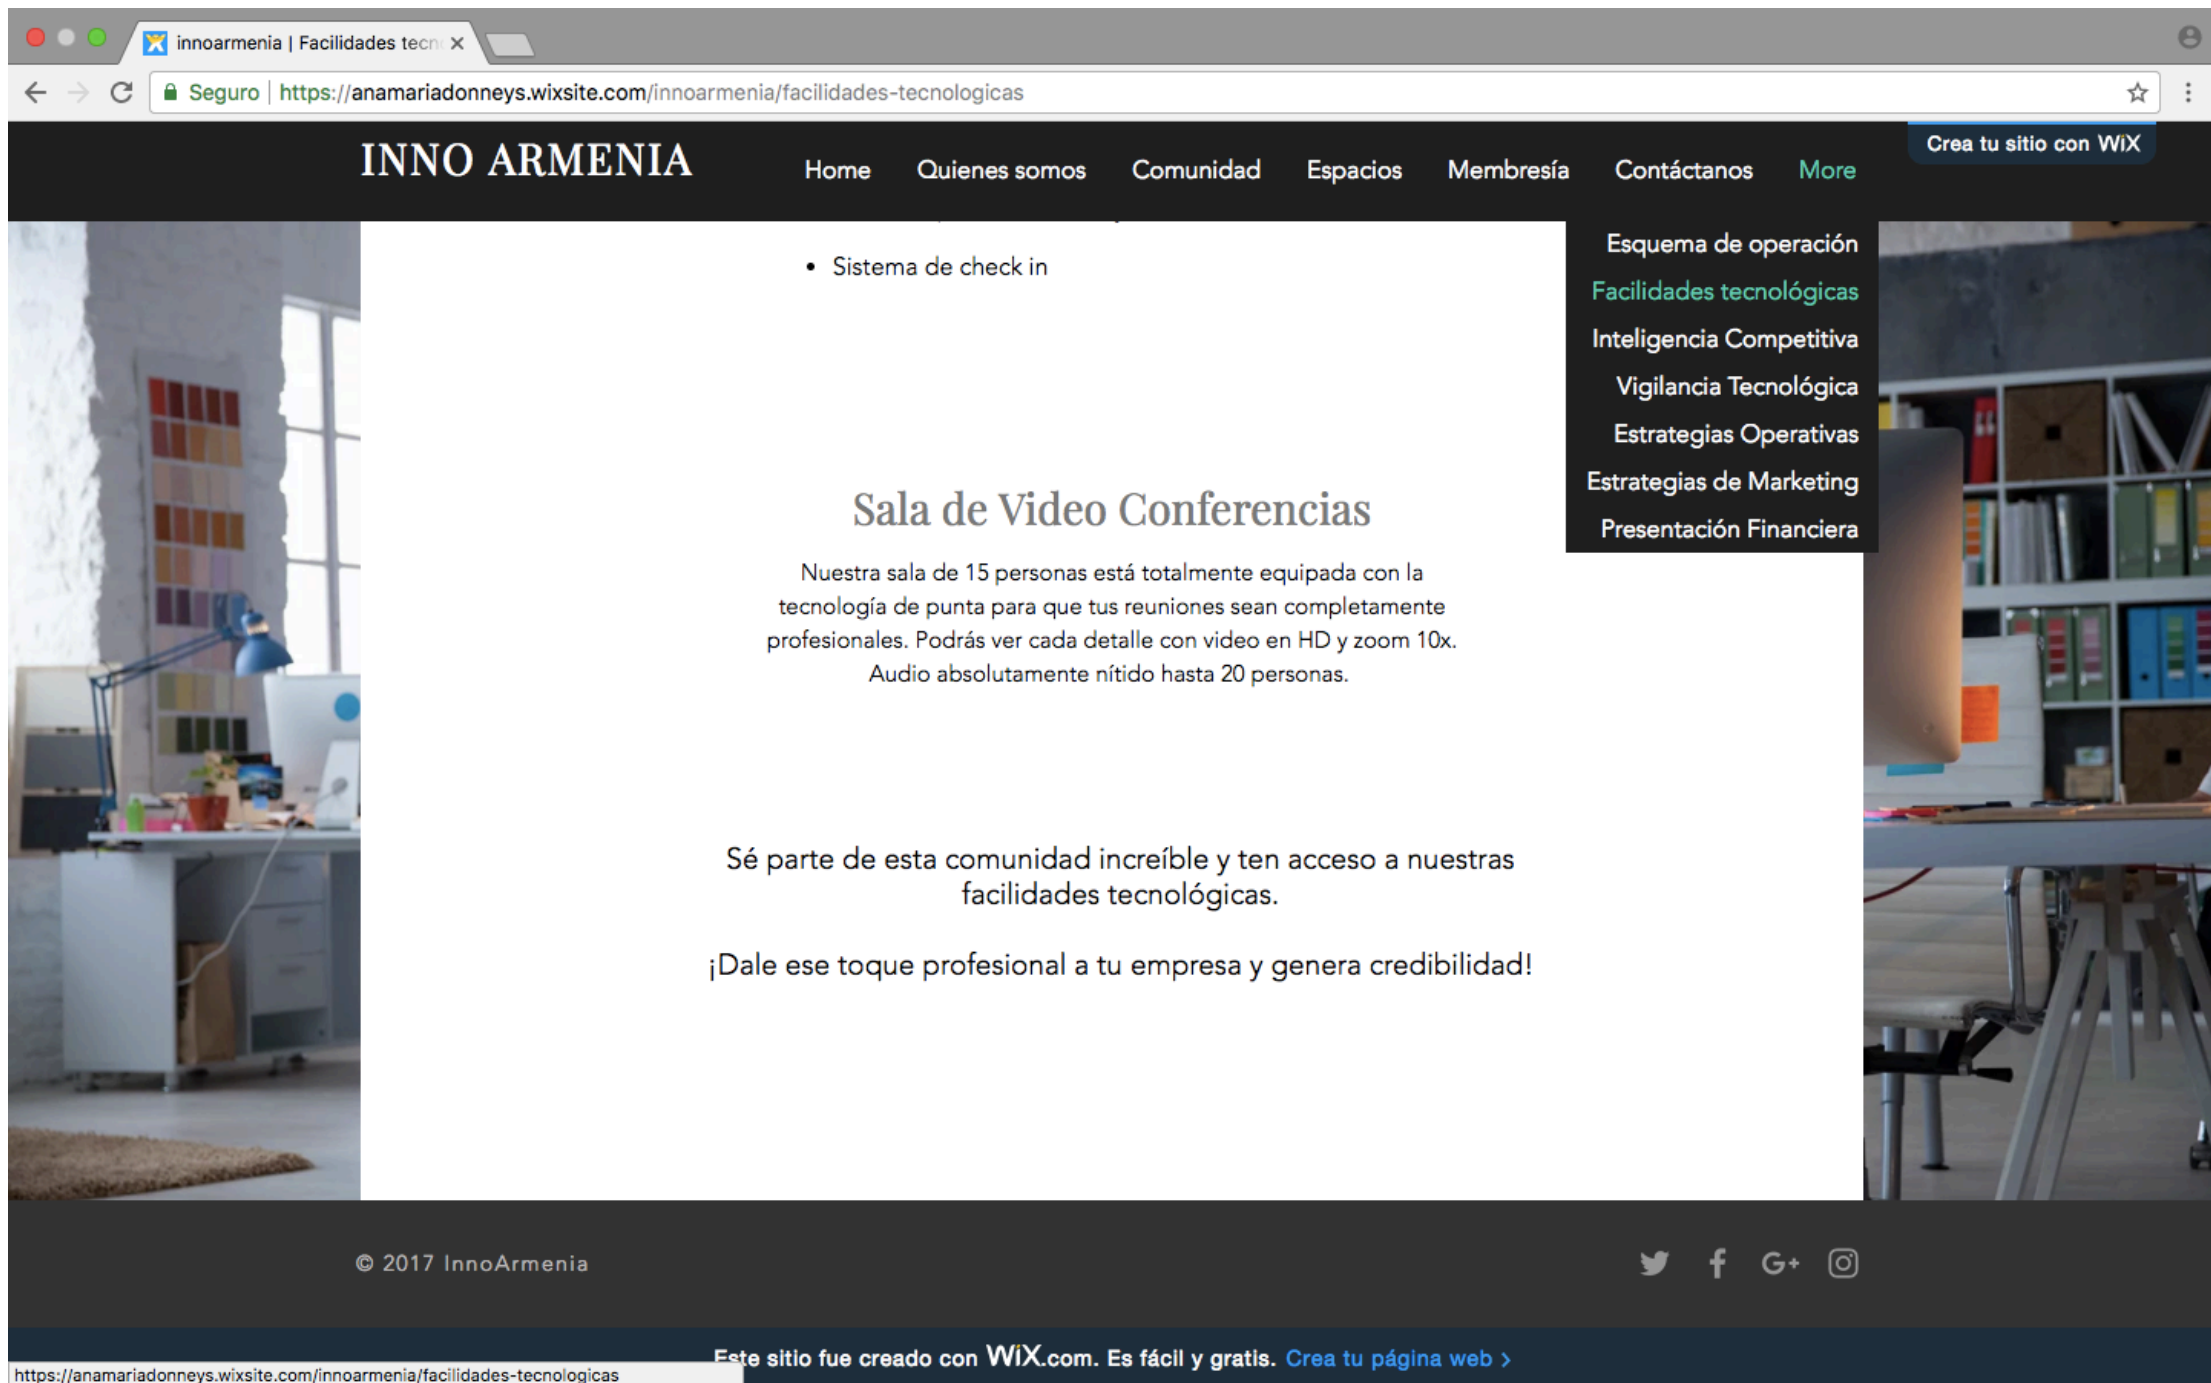 innoarmenia | Facilidades tecn
Seguro | https://anamariadonneys.wixsite.com/innoarmenia/facilidades-tecnologicas
Crea tu sitio con WiX
INNO ARMENIA
Home Quienes somos Comunidad Espacios Membresía Contáctanos More
Esquema de operación
Facilidades tecnológicas
Inteligencia Competitiva
Vigilancia Tecnológica
Estrategias Operativas
Estrategias de Marketing
Presentación Financiera
• Sistema de check in
Sala de Video Conferencias
Nuestra sala de 15 personas está totalmente equipada con la
tecnología de punta para que tus reuniones sean completamente
profesionales. Podrás ver cada detalle con video en HD y zoom 10x.
Audio absolutamente nítido hasta 20 personas.
Sé parte de esta comunidad increíble y ten acceso a nuestras
facilidades tecnológicas.
¡Dale ese toque profesional a tu empresa y genera credibilidad!
© 2017 InnoArmenia
Este sitio fue creado con WiX.com. Es fácil y gratis. Crea tu página web >
https://anamariadonneys.wixsite.com/innoarmenia/facilidades-tecnologicas